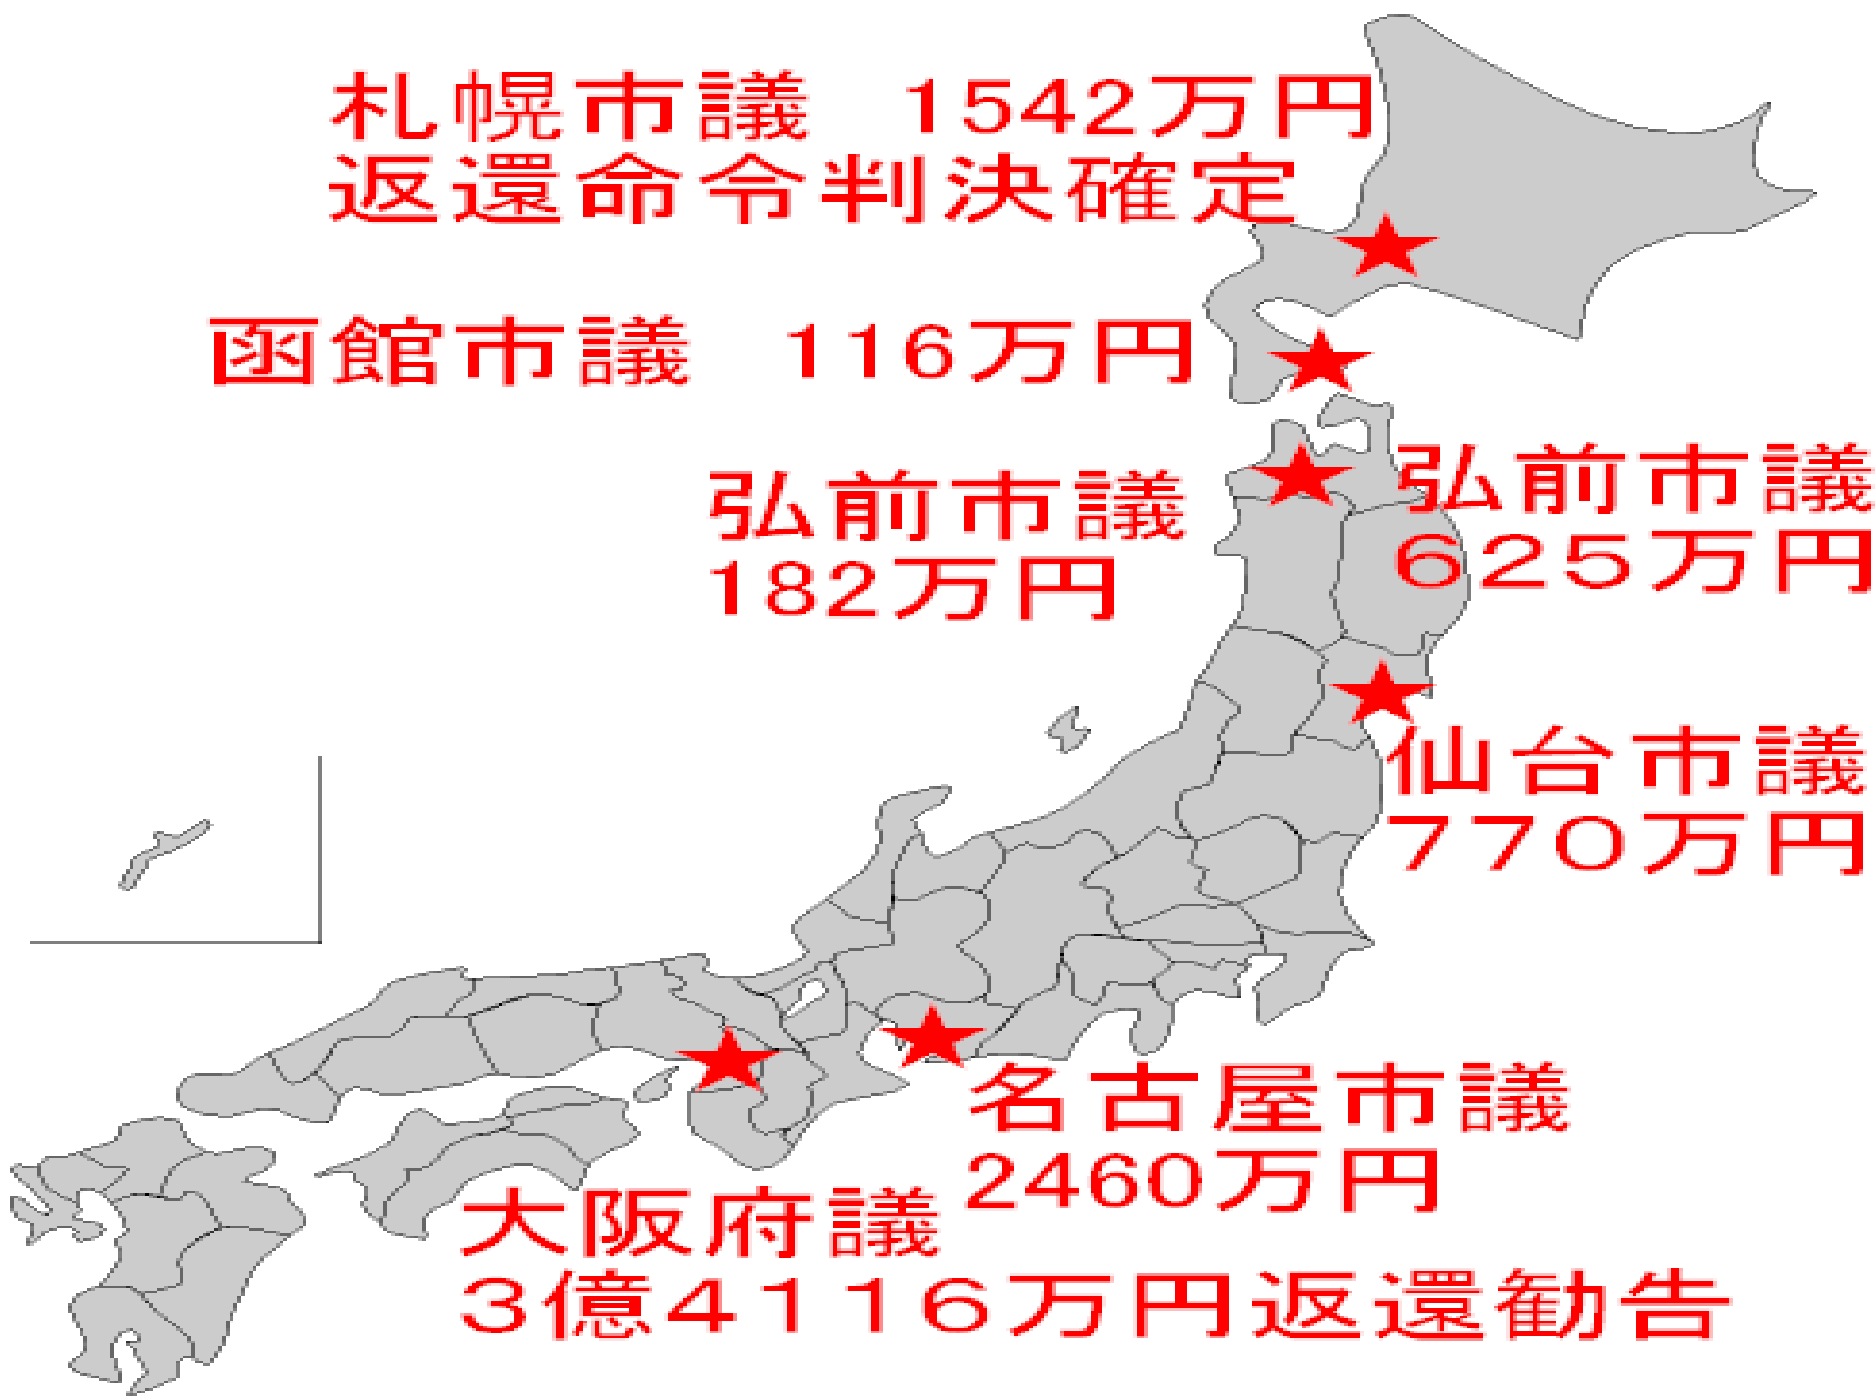 札幌市議　1542万円
返還命令判決確定
函館市議　116万円
弘前市議
182万円
弘前市議
６２５万円
仙台市議
７７０万円
名古屋市議
2460万円
大阪府議
３億４１１６万円返還勧告